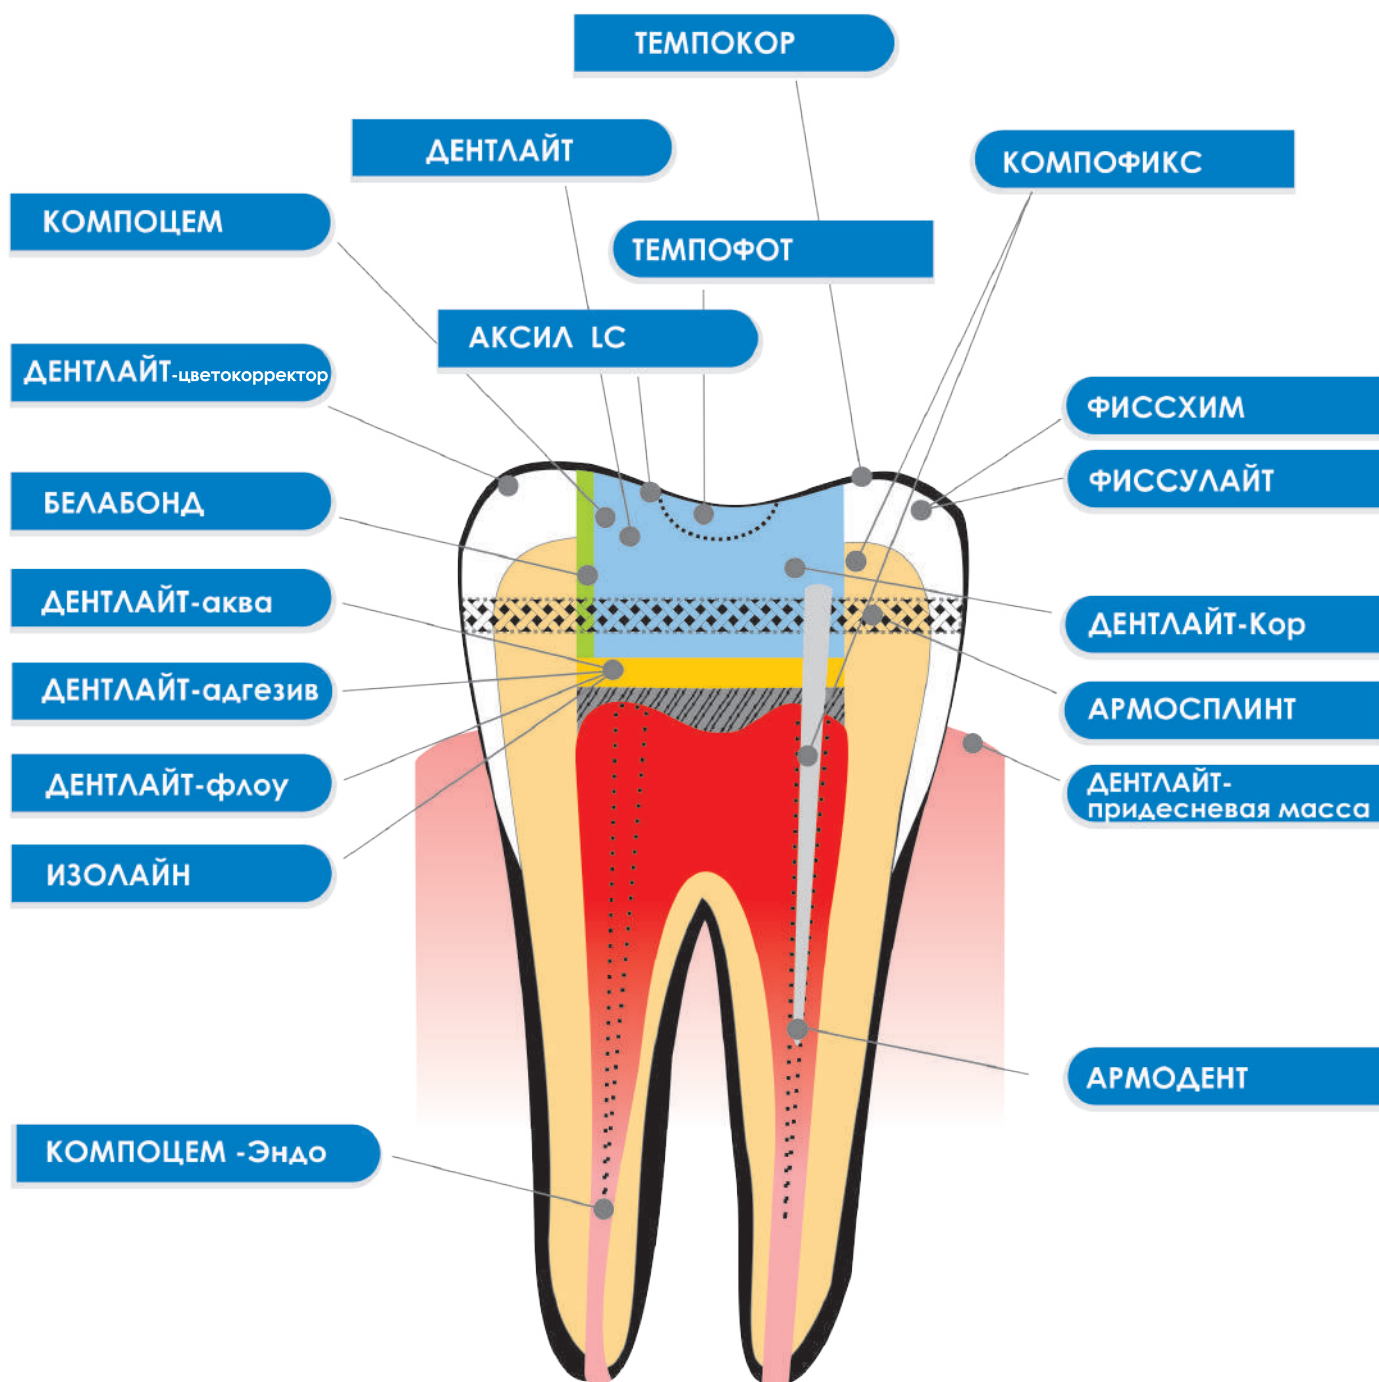 ТЕМПОКОР
ДЕНТЛАЙТ
КОМПОФИКС
КОМПОЦЕМ
ТЕМПОФОТ
АКСИЛ LC
ДЕНТЛАЙТ-цветокорректор
ФИССХИМ
ФИССУЛАЙТ
БЕЛАБОНД
ДЕНТЛАЙТ-аква
ДЕНТЛАЙТ-Кор
ДЕНТЛАЙТ-адгезив
АРМОСПЛИНТ
ДЕНТЛАЙТ-флоу
ДЕНТЛАЙТ-
придесневая масса
ИЗОЛАЙН
АРМОДЕНТ
КОМПОЦЕМ -Эндо